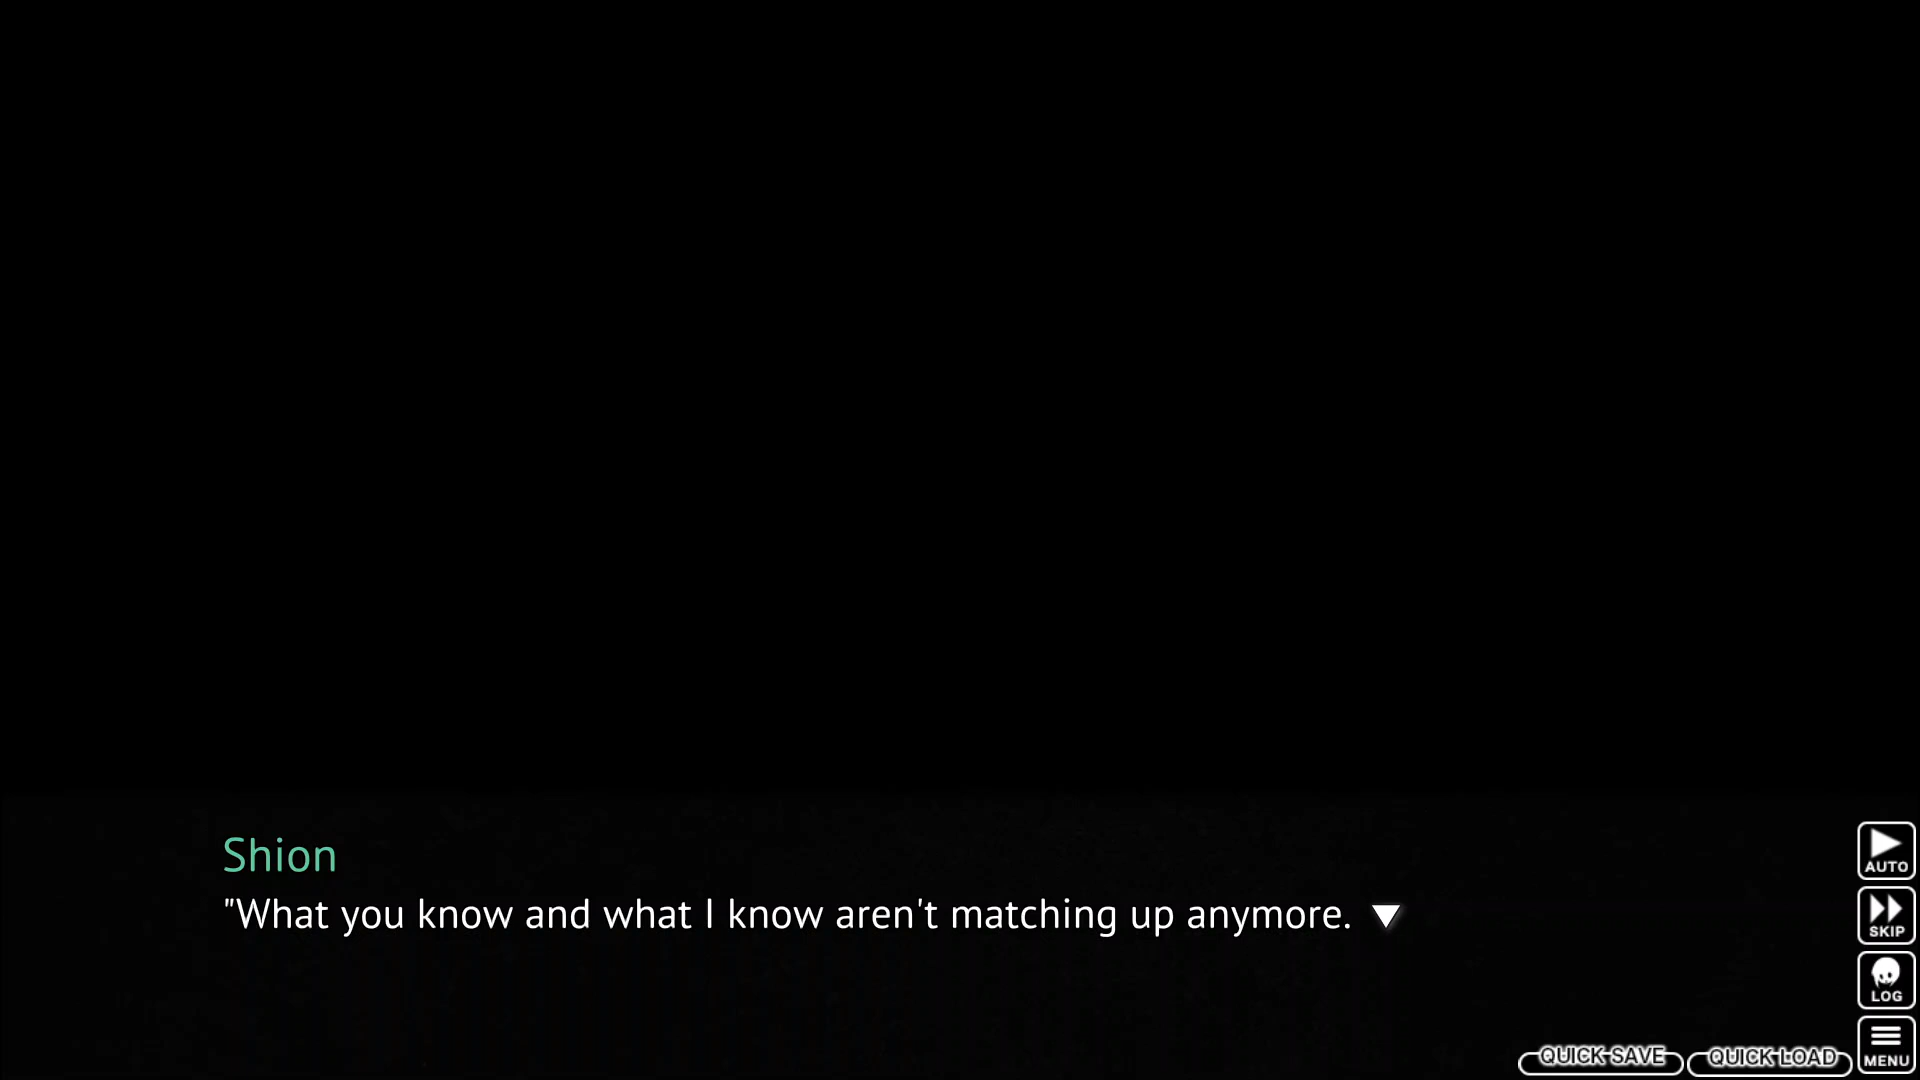 Shion
"What you know and what I know aren't matching up anymore.
AUTO
SKIP
LOG
MENU
QUICK SAVE
QUICK LOAD